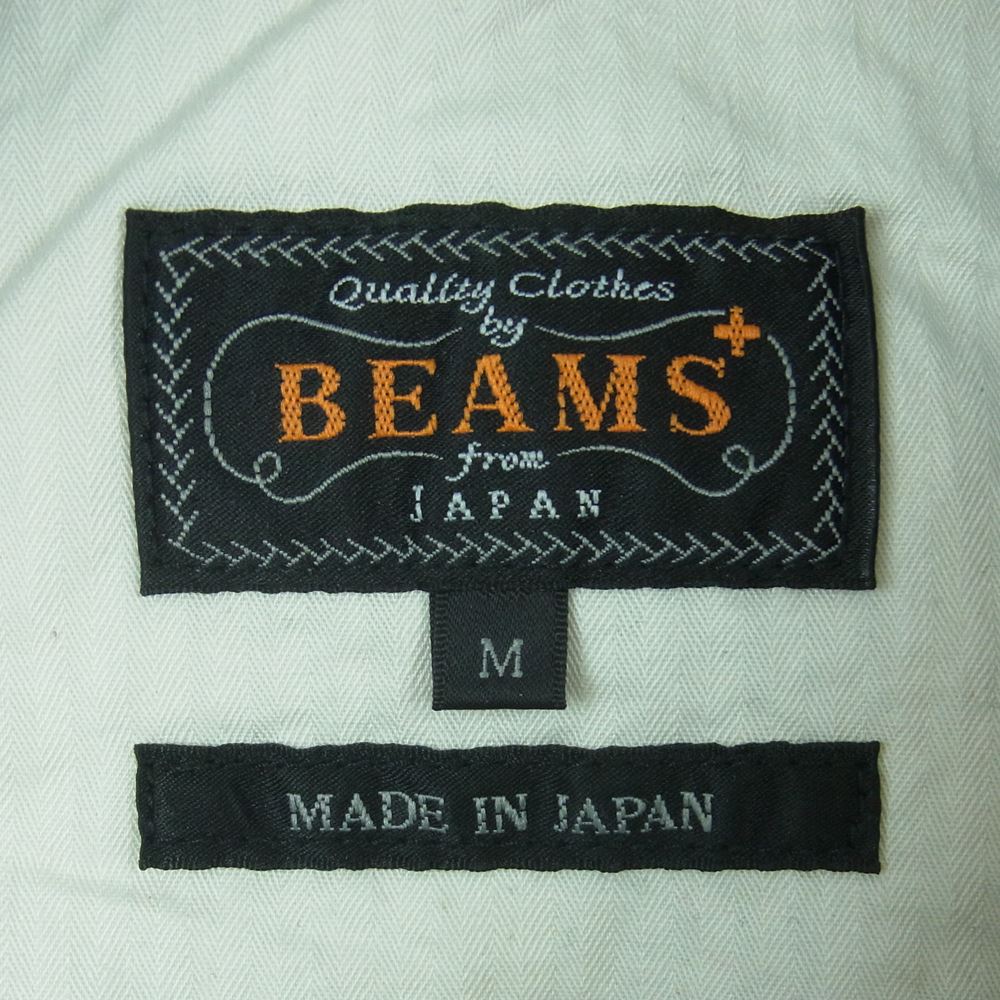 Quality Clothes
by
BEAMS+
from
JAPAN
M
MADE IN JAPAN